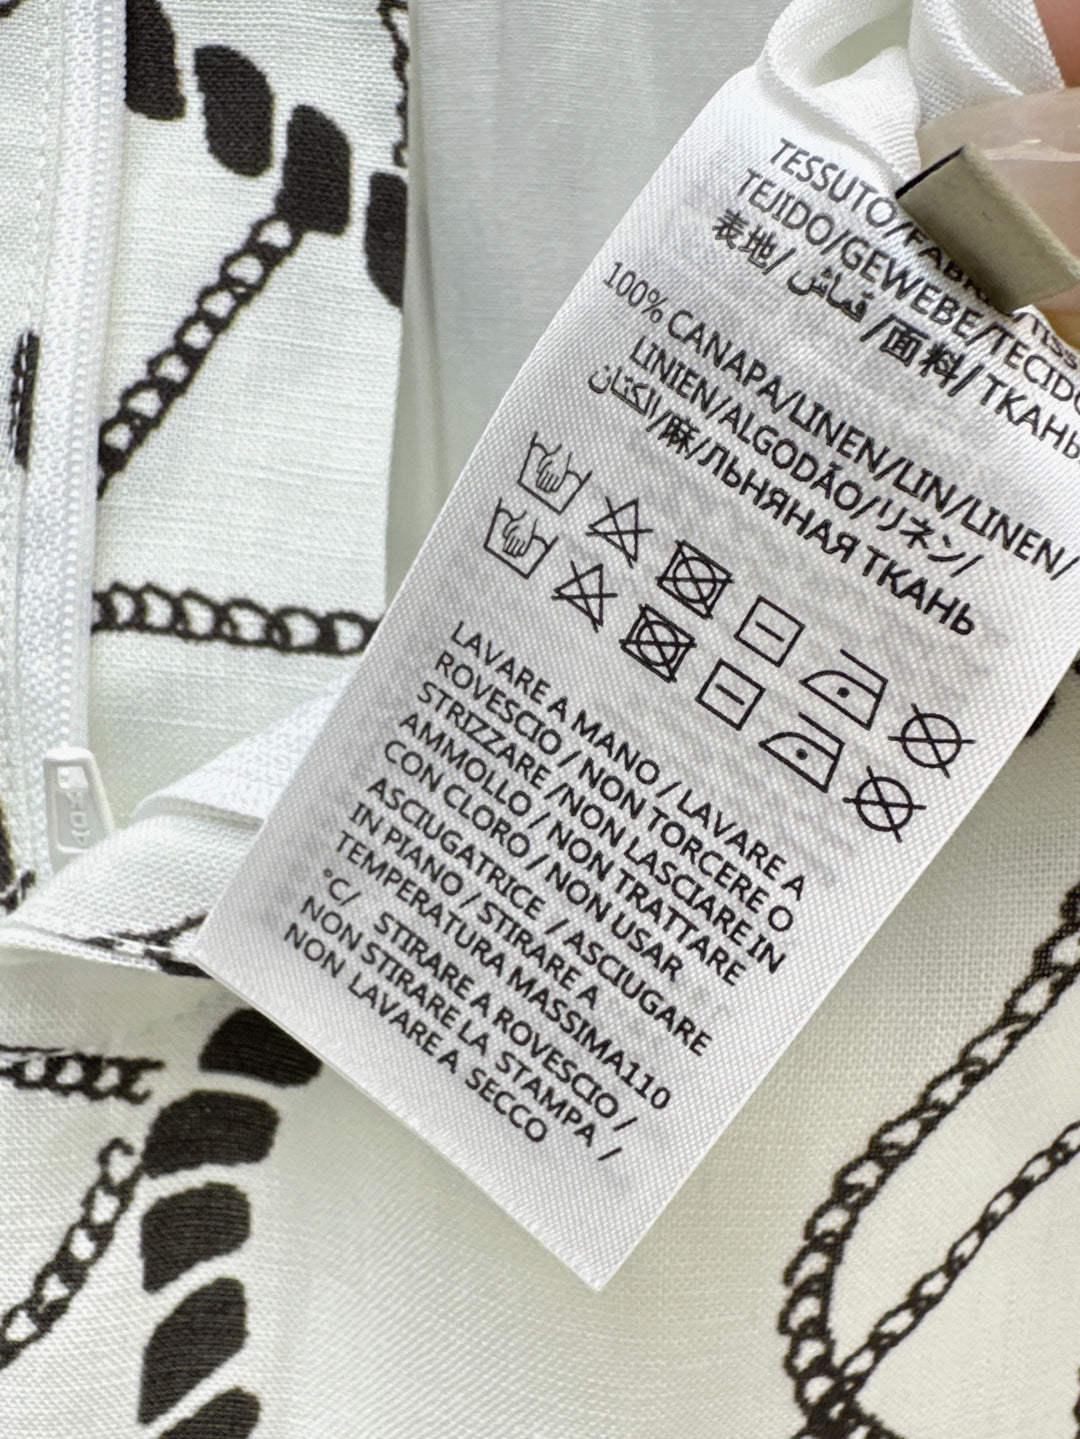 TESSUTO/
TEJIDO/GEWEBE/TECIDO
表地/ قماش /面料/ ТКАНЬ
100% CANAPA/LINEN/LIN/LINEN/
LINIEN/ALGODÃO/リネン/
الكتان/麻/ЛЬНЯНАЯ ТКАНЬ
LAVARE A MANO / LAVARE A
ROVESCIO / NON TORCERE O
STRIZZARE /NON LASCIARE IN
AMMOLLO / NON TRATTARE
CON CLORO / NON USAR
ASCIUGATRICE / ASCIUGARE
IN PIANO / STIRARE A
TEMPERATURA MASSIMA110
°C/ STIRARE A ROVESCIO /
NON STIRARE LA STAMPA /
NON LAVARE A SECCO